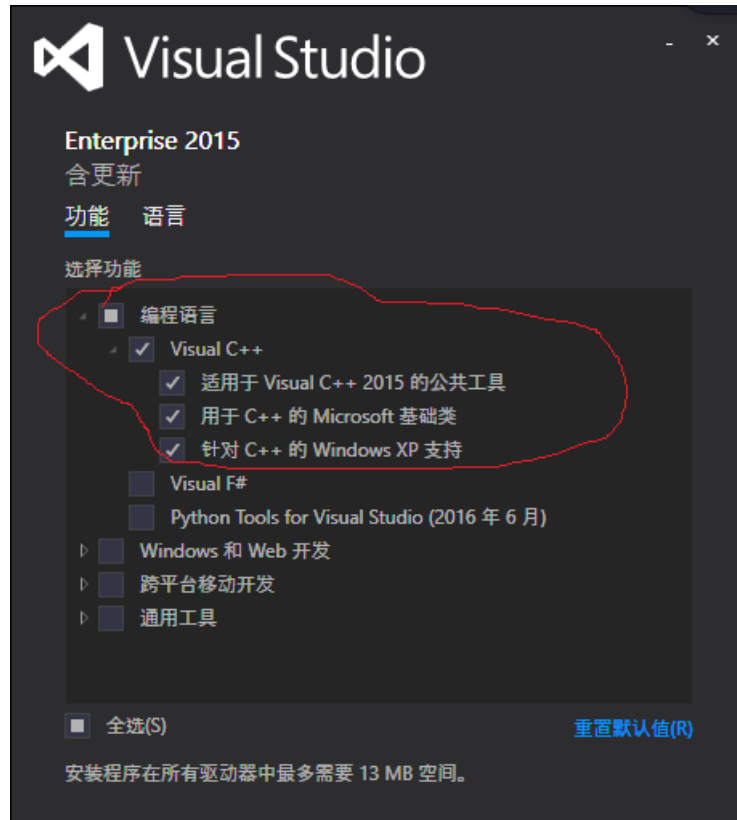 Visual Studio
Enterprise 2015
含更新
功能 语言
选择功能
编程语言
Visual C++
适用于 Visual C++ 2015 的公共工具
用于 C++ 的 Microsoft 基础类
针对 C++ 的 Windows XP 支持
Visual F#
Python Tools for Visual Studio (2016 年 6 月)
Windows 和 Web 开发
跨平台移动开发
通用工具
全选(S) 重置默认值(R)
安装程序在所有驱动器中最多需要 13 MB 空间。